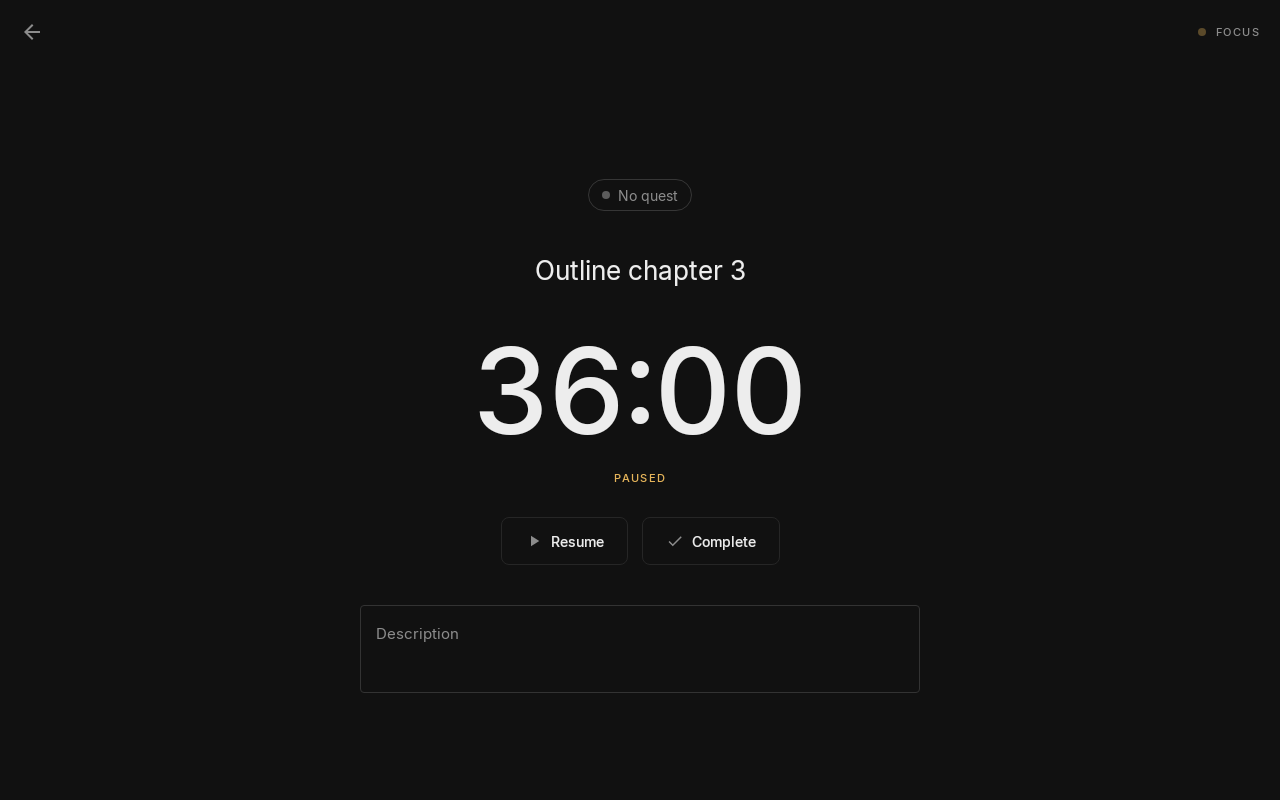 FOCUS
No quest
Outline chapter 3
36:00
PAUSED
Resume
Complete
Description